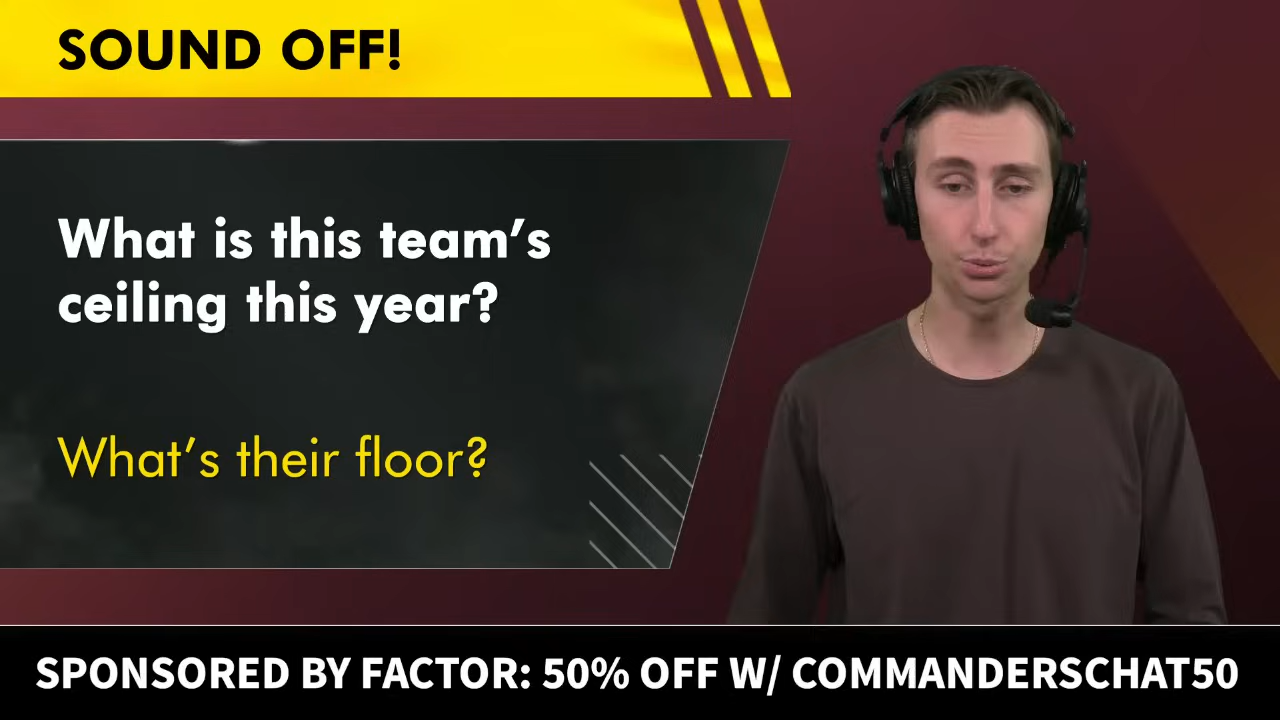 SOUND OFF!
What is this team's
ceiling this year?
What's their floor?
SPONSORED BY FACTOR: 50% OFF W/ COMMANDERSCHAT50